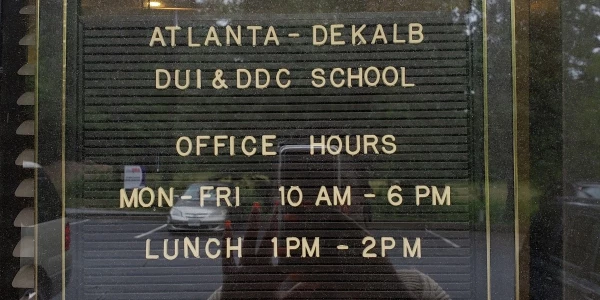 ATLANTA - DEKALB
DUI & DDC SCHOOL
OFFICE HOURS
MON - FRI 10 AM - 6 PM
LUNCH 1PM - 2PM